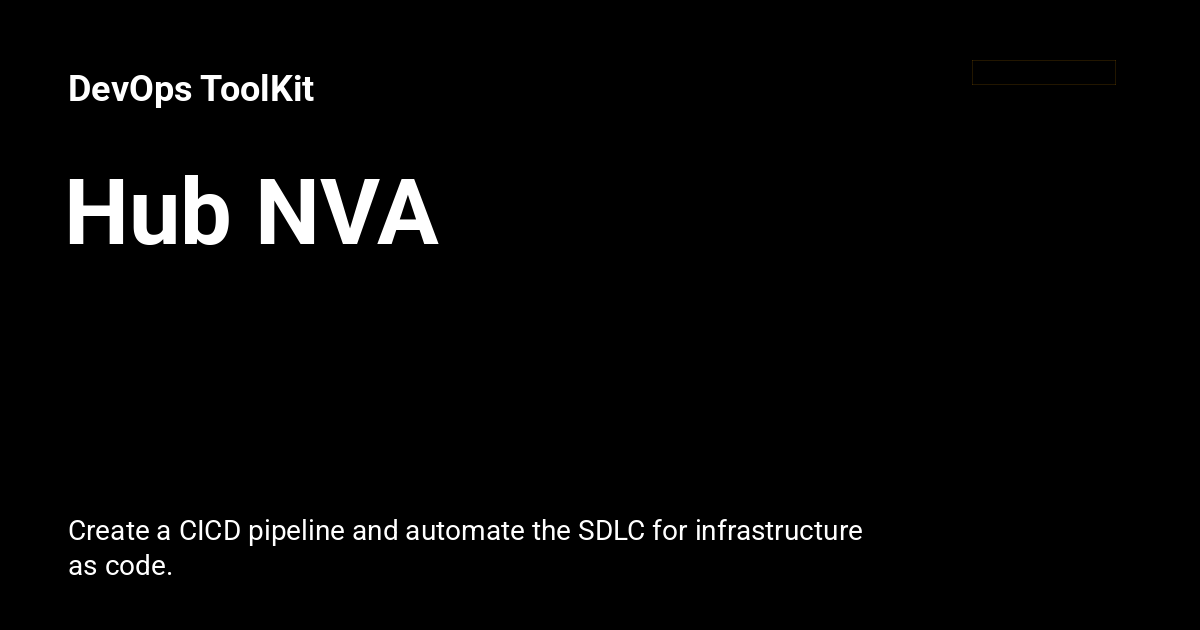 DevOps ToolKit
Hub NVA
Create a CICD pipeline and automate the SDLC for infrastructure
as code.